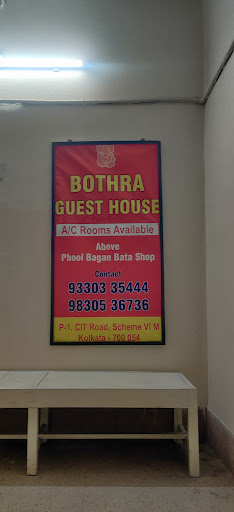 BOTHRA
GUEST HOUSE
A/C Rooms Available
Above
Phool Bagan Bata Shop
Contact
93303 35444
98305 36736
P-1, CIT Road, Scheme VI M
Kolkata - 700 054